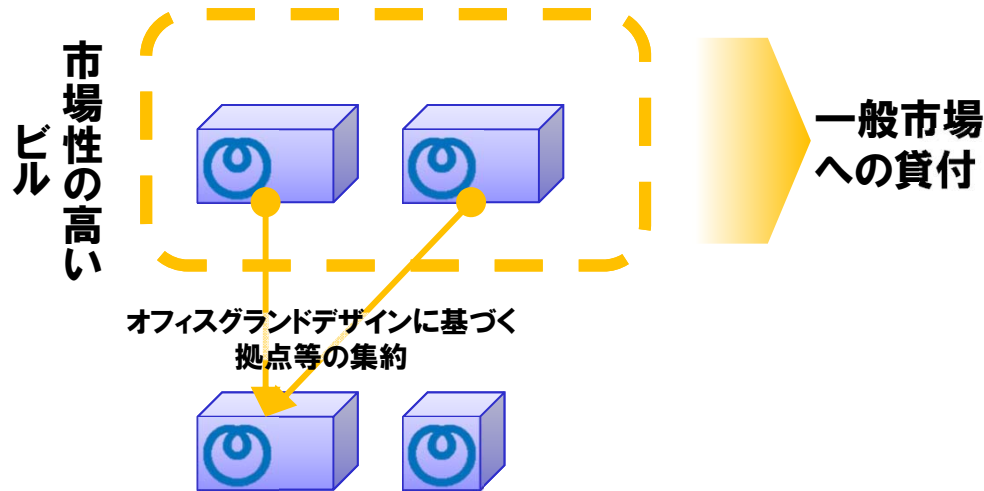 市場性の高い
ビル
一般市場
への貸付
オフィスグランドデザインに基づく
拠点等の集約